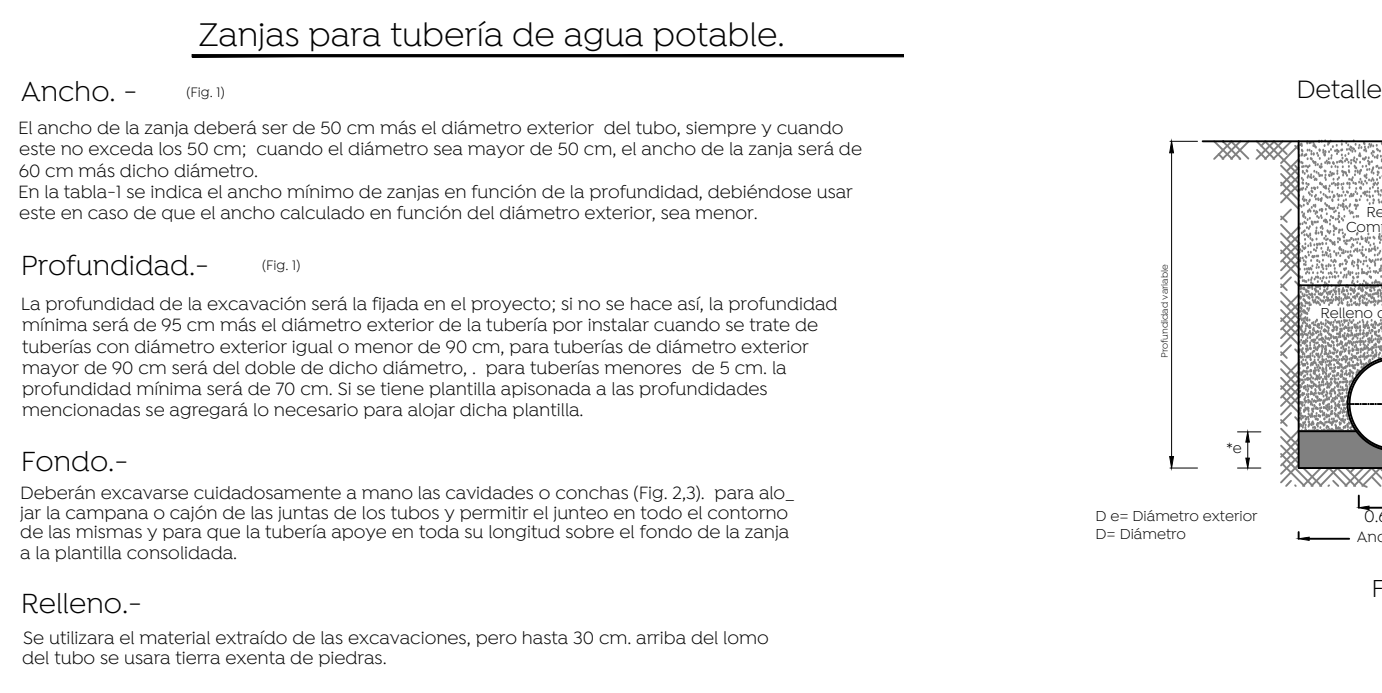 Zanjas para tubería de agua potable.
Ancho. - (Fig. 1)
El ancho de la zanja deberá ser de 50 cm más el diámetro exterior del tubo, siempre y cuando
este no exceda los 50 cm; cuando el diámetro sea mayor de 50 cm, el ancho de la zanja será de
60 cm más dicho diámetro.
En la tabla-1 se indica el ancho mínimo de zanjas en función de la profundidad, debiéndose usar
este en caso de que el ancho calculado en función del diámetro exterior, sea menor.
Profundidad.- (Fig. 1)
La profundidad de la excavación será la fijada en el proyecto; si no se hace así, la profundidad
mínima será de 95 cm más el diámetro exterior de la tubería por instalar cuando se trate de
tuberías con diámetro exterior igual o menor de 90 cm, para tuberías de diámetro exterior
mayor de 90 cm será del doble de dicho diámetro, . para tuberías menores de 5 cm. la
profundidad mínima será de 70 cm. Si se tiene plantilla apisonada a las profundidades
mencionadas se agregará lo necesario para alojar dicha plantilla.
Fondo.-
Deberán excavarse cuidadosamente a mano las cavidades o conchas (Fig. 2,3). para alo_
jar la campana o cajón de las juntas de los tubos y permitir el junteo en todo el contorno
de las mismas y para que la tubería apoye en toda su longitud sobre el fondo de la zanja
a la plantilla consolidada.
Relleno.-
Se utilizara el material extraído de las excavaciones, pero hasta 30 cm. arriba del lomo
del tubo se usara tierra exenta de piedras.
Detalle
Profundidad variable
Re
Com
Relleno
*e
D e= Diámetro exterior
D= Diámetro
0.6
Anc
F